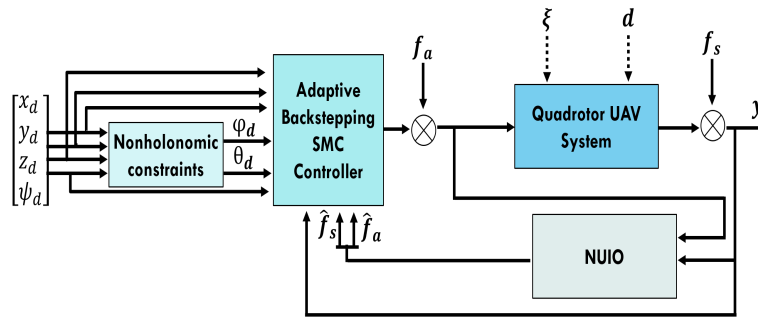 x_d
y_d
z_d
ψ_d
Nonholonomic
constraints
φ_d
θ_d
Adaptive
Backstepping
SMC
Controller
f̂_s
f̂_a
f_a
ξ
d
Quadrotor UAV
System
f_s
y
NUIO